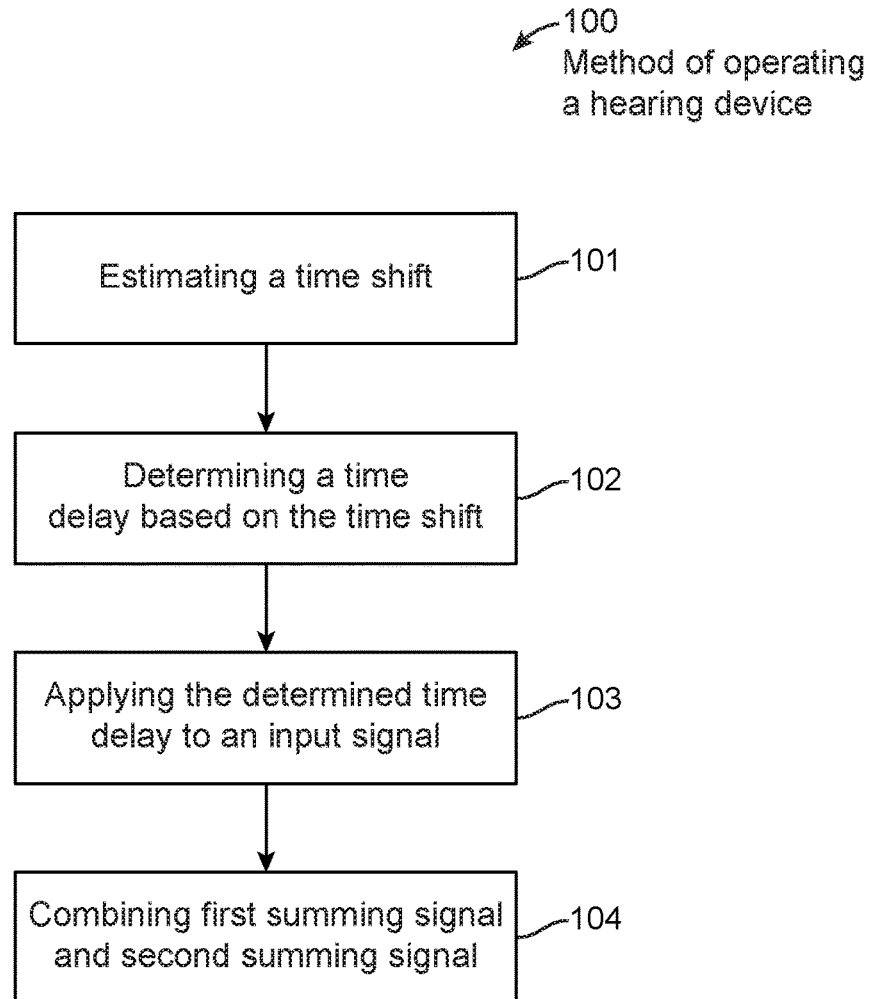 100
Method of operating
a hearing device
Estimating a time shift
101
Determining a time
delay based on the time shift
102
Applying the determined time
delay to an input signal
103
Combining first summing signal
and second summing signal
104